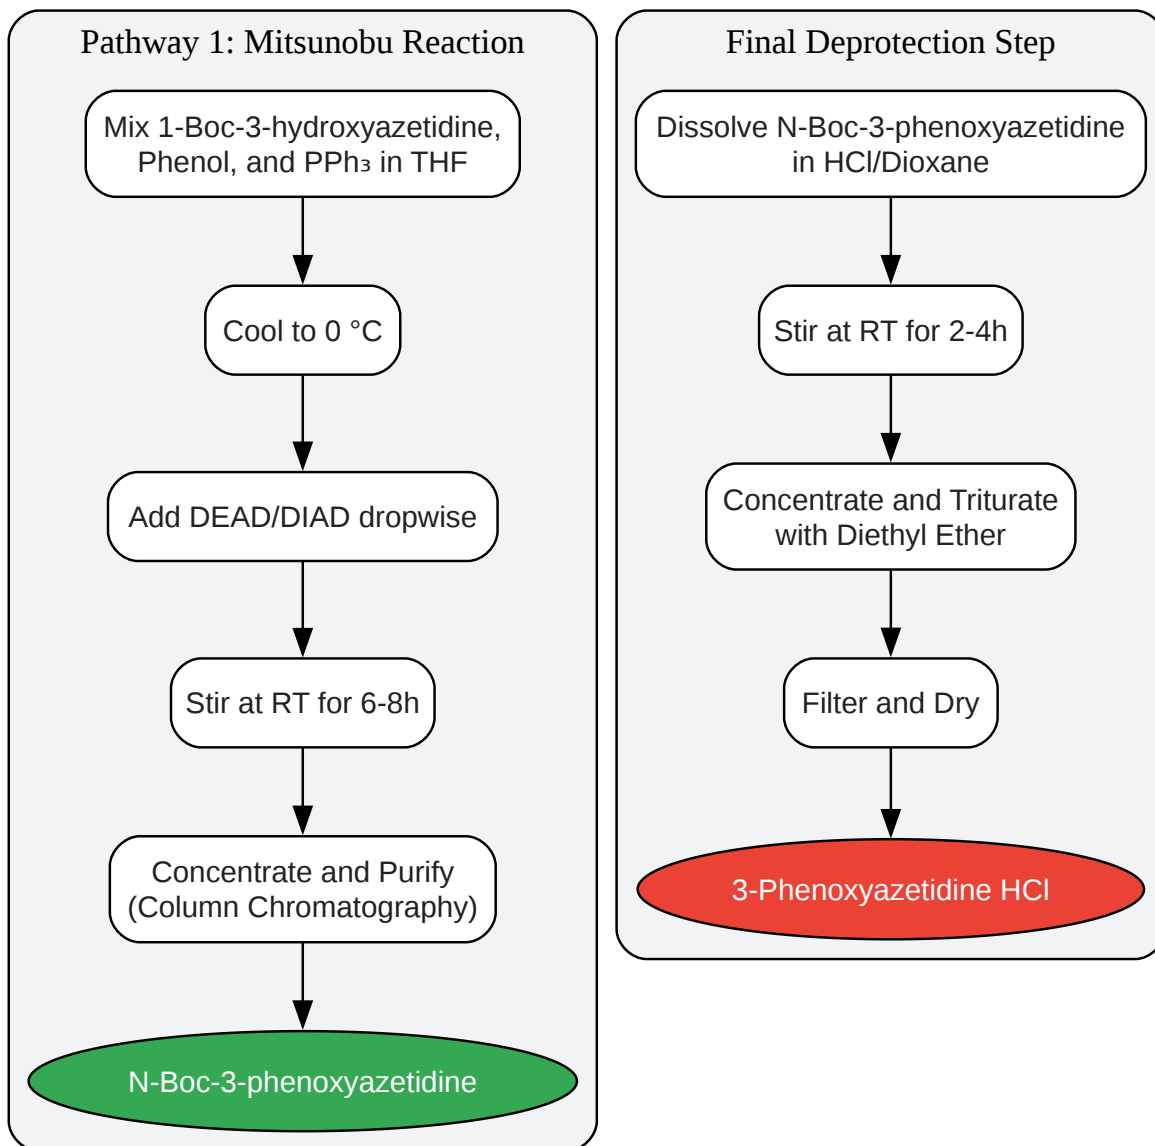 Pathway 1: Mitsunobu Reaction
Mix 1-Boc-3-hydroxyazetidine,
Phenol, and PPh₃ in THF
Cool to 0 °C
Add DEAD/DIAD dropwise
Stir at RT for 6-8h
Concentrate and Purify
(Column Chromatography)
N-Boc-3-phenoxyazetidine
Final Deprotection Step
Dissolve N-Boc-3-phenoxyazetidine
in HCl/Dioxane
Stir at RT for 2-4h
Concentrate and Triturate
with Diethyl Ether
Filter and Dry
3-Phenoxyazetidine HCl